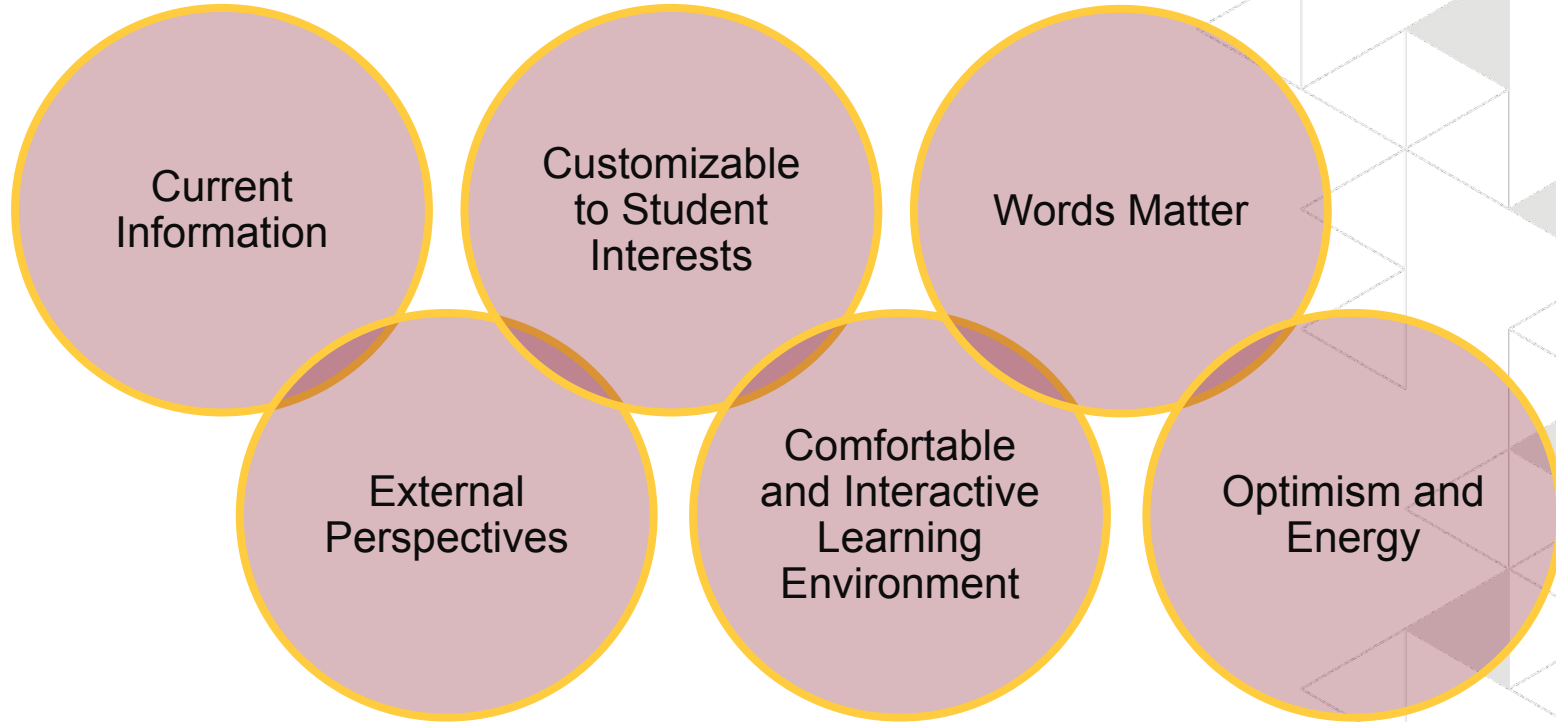 Current
Information
Customizable
to Student
Interests
Words Matter
External
Perspectives
Comfortable
and Interactive
Learning
Environment
Optimism and
Energy